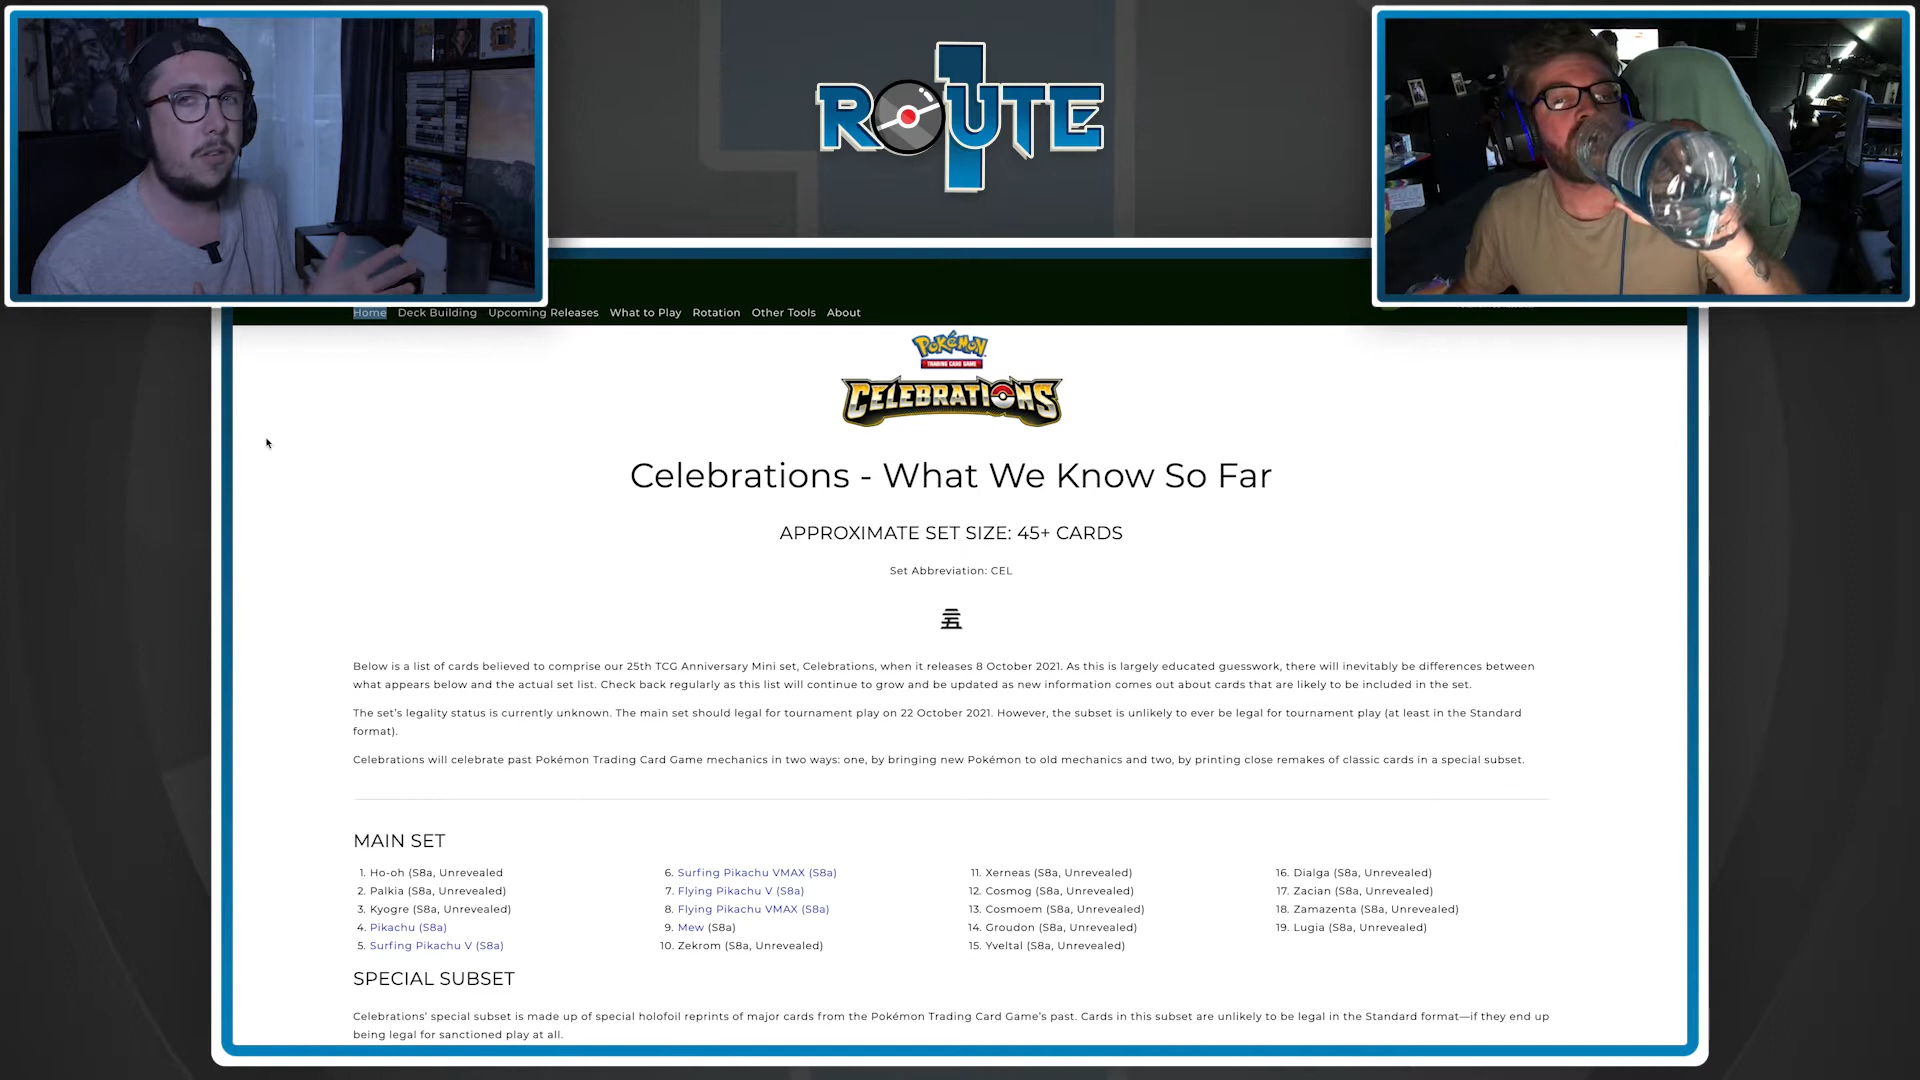 ROUTE 1
Home Deck Building Upcoming Releases What to Play Rotation Other Tools About
POKéMON
TRADING CARD GAME
CELEBRATIONS
Celebrations - What We Know So Far
APPROXIMATE SET SIZE: 45+ CARDS
Set Abbreviation: CEL
Below is a list of cards believed to comprise our 25th TCG Anniversary Mini set, Celebrations, when it releases 8 October 2021. As this is largely educated guesswork, there will inevitably be differences between
what appears below and the actual set list. Check back regularly as this list will continue to grow and be updated as new information comes out about cards that are likely to be included in the set.
The set's legality status is currently unknown. The main set should legal for tournament play on 22 October 2021. However, the subset is unlikely to ever be legal for tournament play (at least in the Standard
format).
Celebrations will celebrate past Pokémon Trading Card Game mechanics in two ways: one, by bringing new Pokémon to old mechanics and two, by printing close remakes of classic cards in a special subset.
MAIN SET
1. Ho-oh (S8a, Unrevealed
2. Palkia (S8a, Unrevealed)
3. Kyogre (S8a, Unrevealed)
4. Pikachu (S8a)
5. Surfing Pikachu V (S8a)
6. Surfing Pikachu VMAX (S8a)
7. Flying Pikachu V (S8a)
8. Flying Pikachu VMAX (S8a)
9. Mew (S8a)
10. Zekrom (S8a, Unrevealed)
11. Xerneas (S8a, Unrevealed)
12. Cosmog (S8a, Unrevealed)
13. Cosmoem (S8a, Unrevealed)
14. Groudon (S8a, Unrevealed)
15. Yveltal (S8a, Unrevealed)
16. Dialga (S8a, Unrevealed)
17. Zacian (S8a, Unrevealed)
18. Zamazenta (S8a, Unrevealed)
19. Lugia (S8a, Unrevealed)
SPECIAL SUBSET
Celebrations' special subset is made up of special holofoil reprints of major cards from the Pokémon Trading Card Game's past. Cards in this subset are unlikely to be legal in the Standard format—if they end up
being legal for sanctioned play at all.